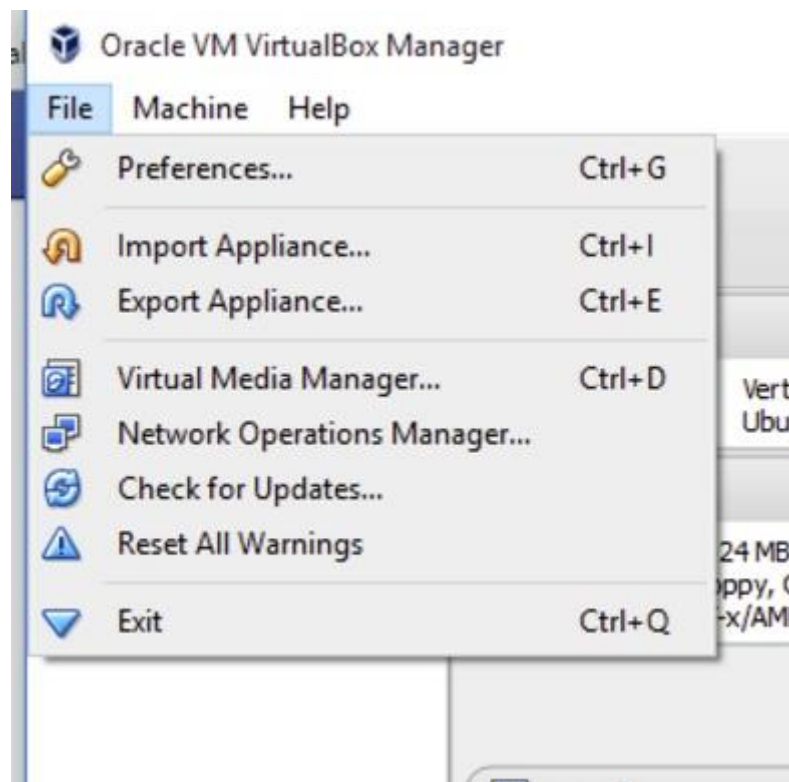 Oracle VM VirtualBox Manager
File Machine Help
Preferences... Ctrl+G
Import Appliance... Ctrl+I
Export Appliance... Ctrl+E
Virtual Media Manager... Ctrl+D
Network Operations Manager...
Check for Updates...
Reset All Warnings
Exit Ctrl+Q